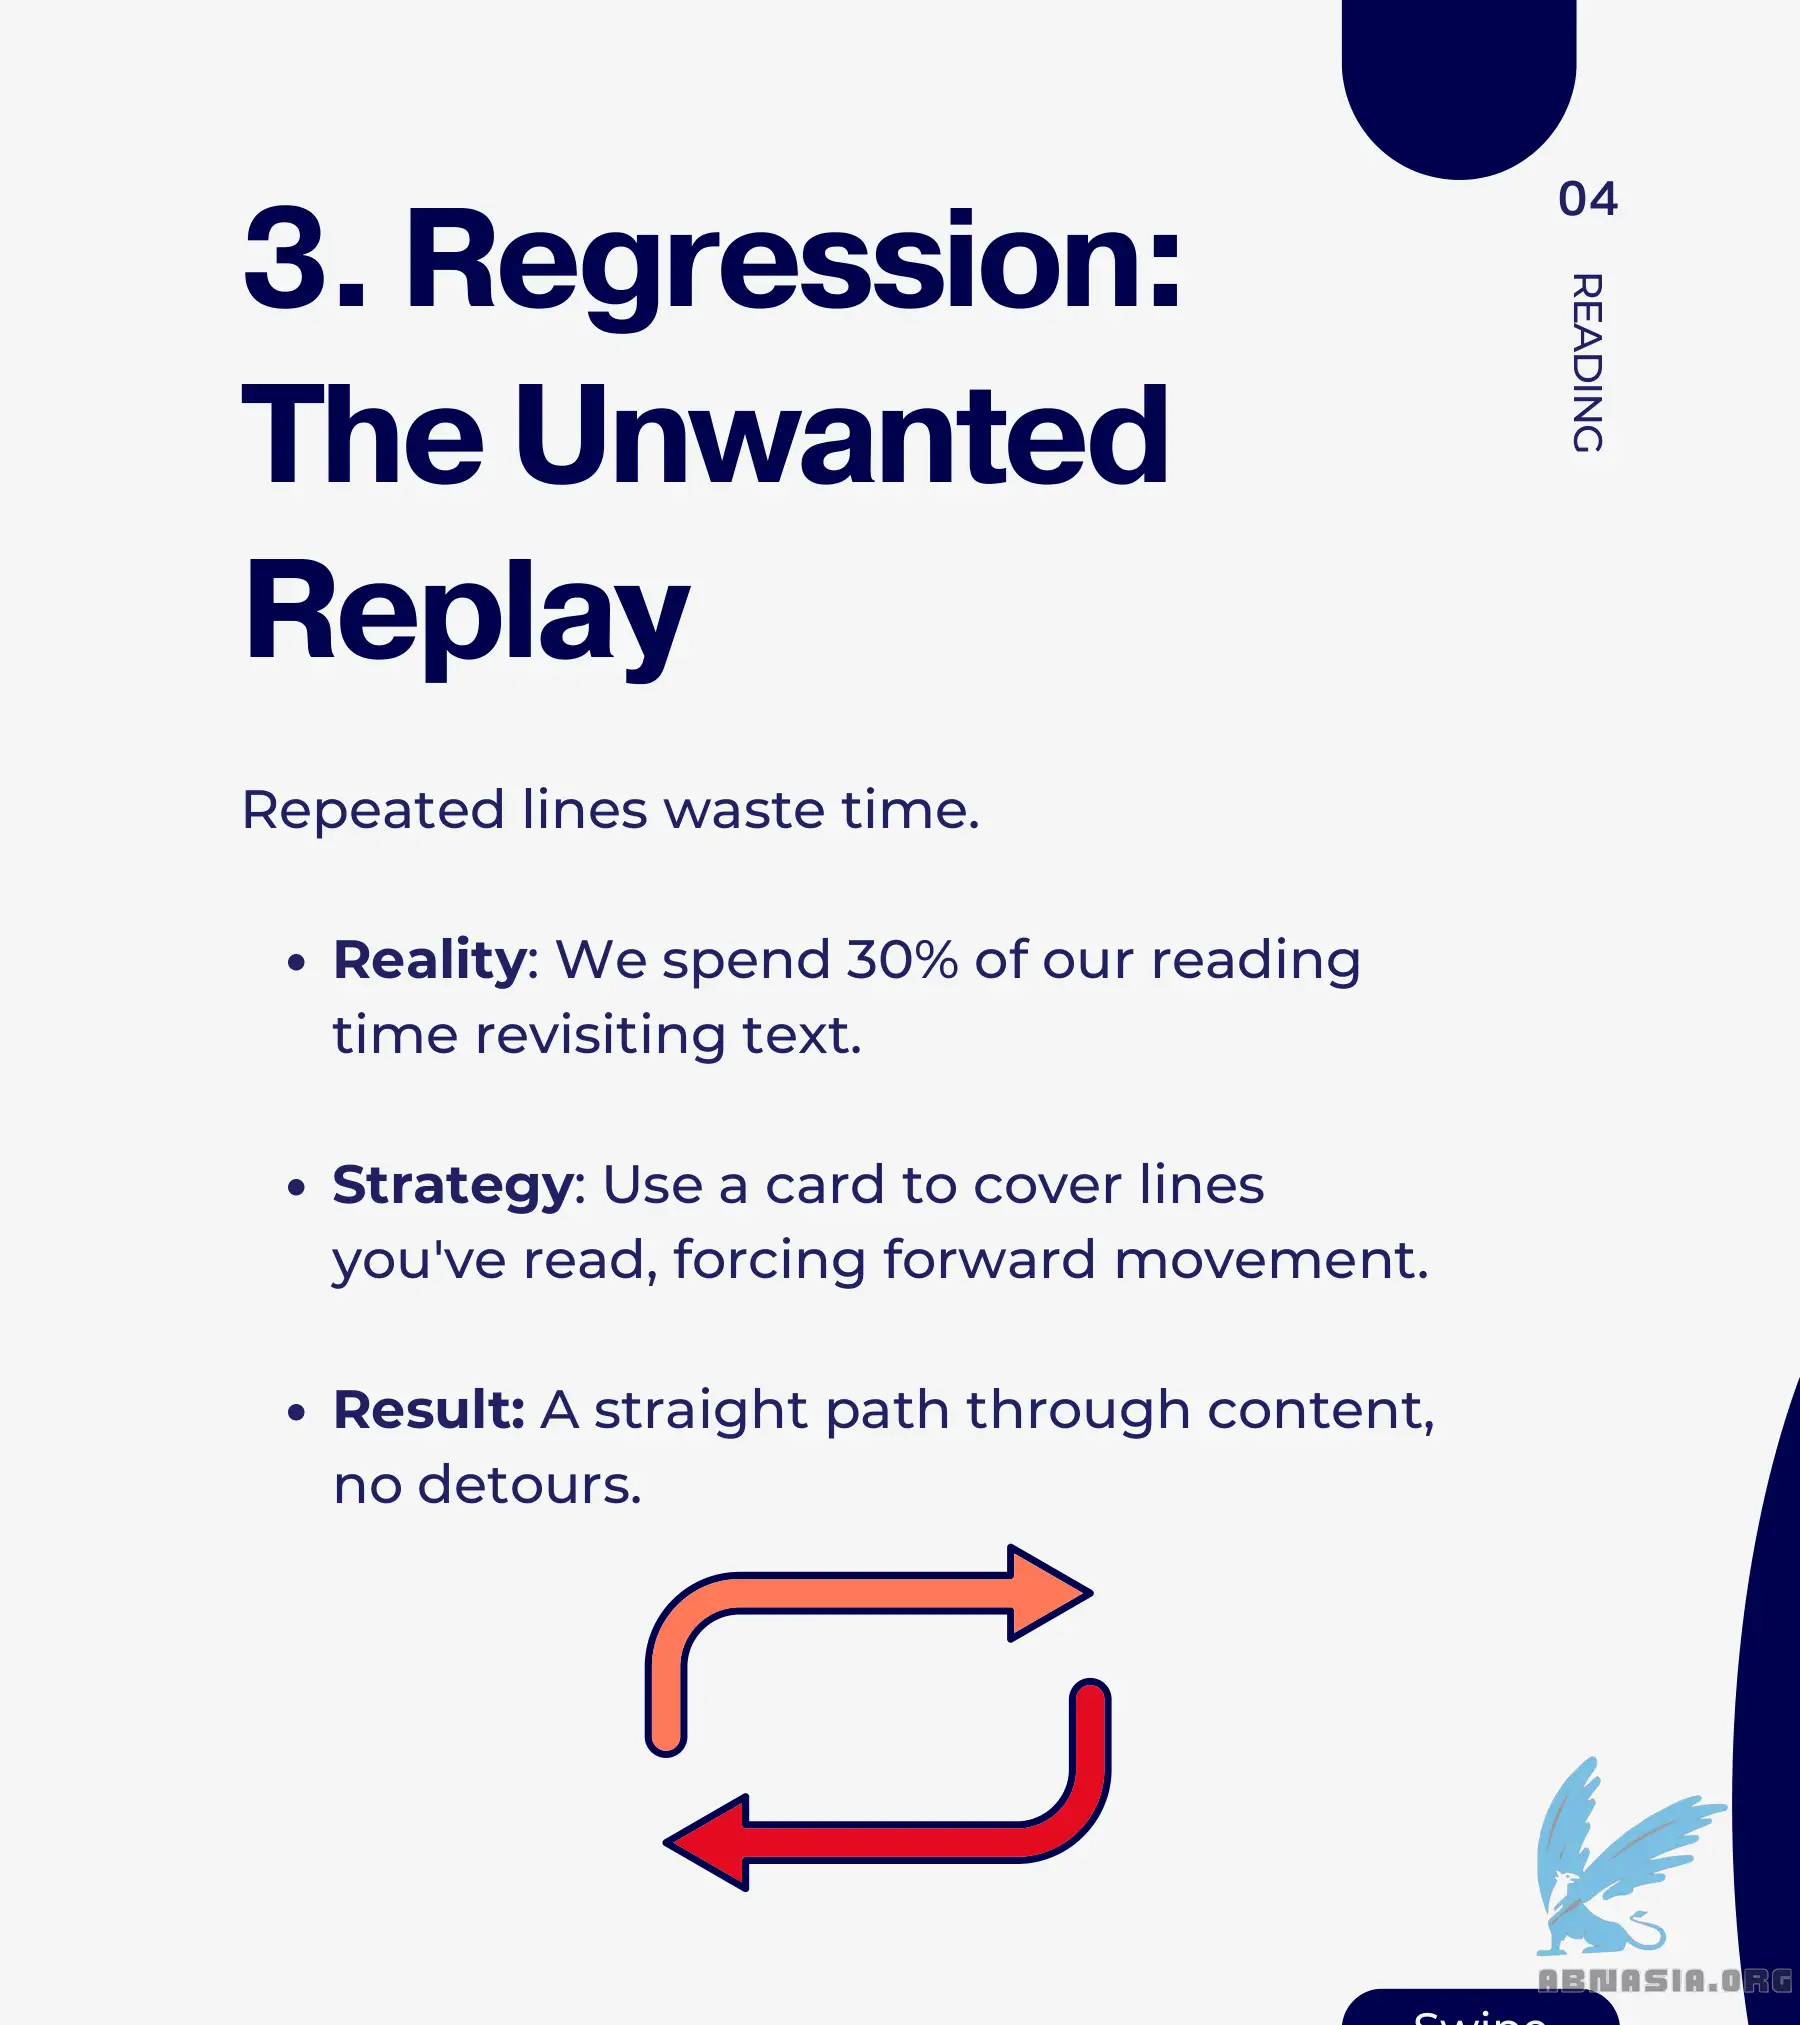 04
READING
3. Regression:
The Unwanted
Replay
Repeated lines waste time.
• Reality: We spend 30% of our reading
time revisiting text.
• Strategy: Use a card to cover lines
you've read, forcing forward movement.
• Result: A straight path through content,
no detours.
ABNASIA.ORG
Swipe